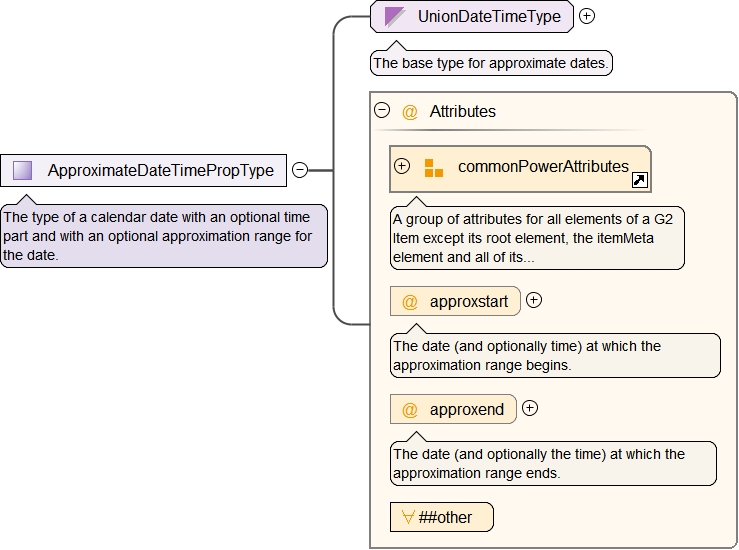 UnionDateTimeType
The base type for approximate dates.
@ Attributes
commonPowerAttributes
A group of attributes for all elements of a G2
Item except its root element, the itemMeta
element and all of its...
@ approxstart
The date (and optionally time) at which the
approximation range begins.
@ approxend
The date (and optionally the time) at which the
approximation range ends.
##other
ApproximateDateTimePropType
The type of a calendar date with an optional time
part and with an optional approximation range for
the date.